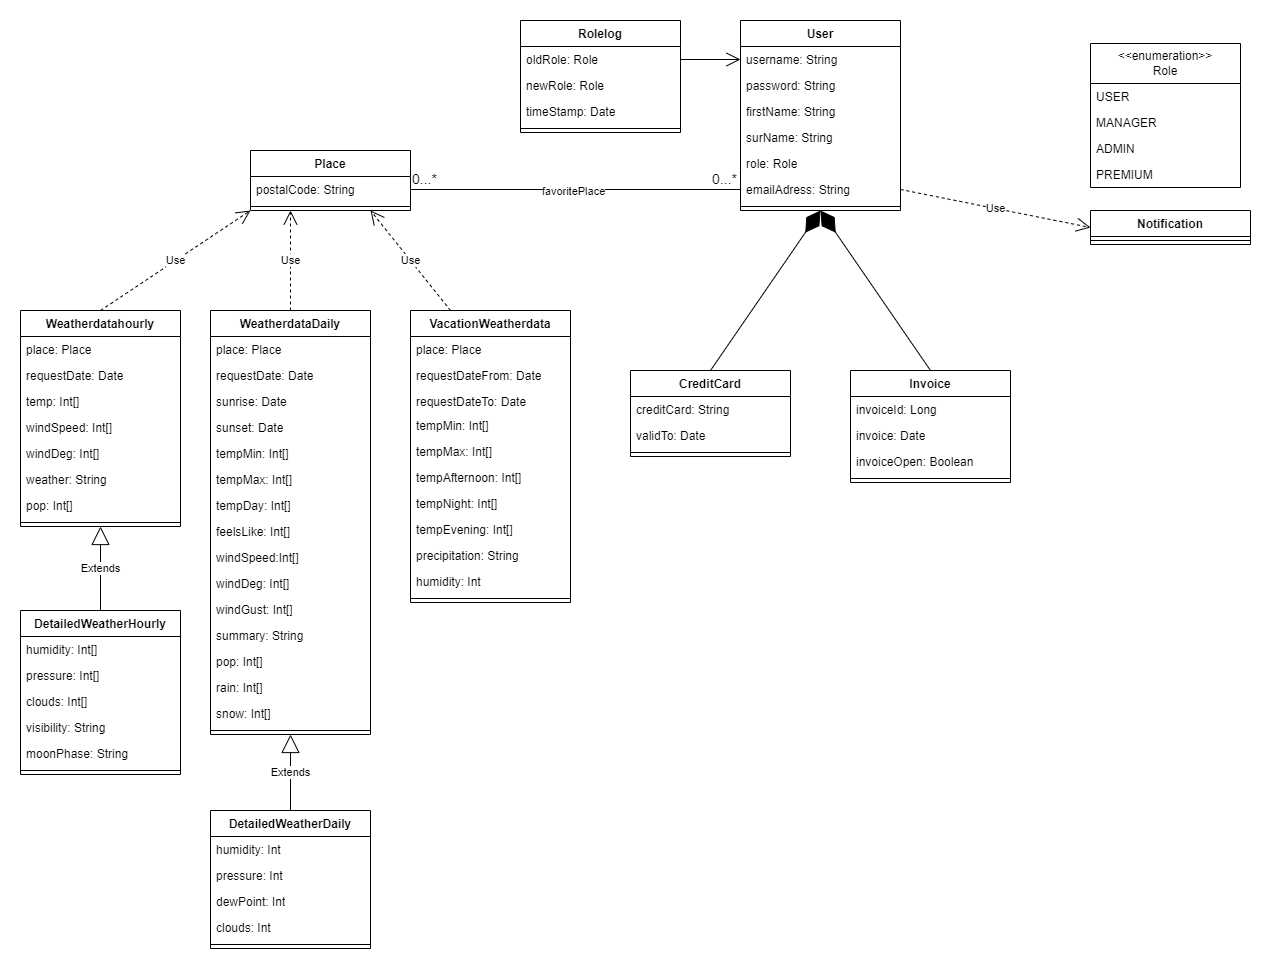 Rolelog
oldRole: Role
newRole: Role
timeStamp: Date
User
username: String
password: String
firstName: String
surName: String
role: Role
emailAdress: String
<<enumeration>>
Role
USER
MANAGER
ADMIN
PREMIUM
Place
postalCode: String
0...*
favoritePlace
0...*
Use
Notification
Use
Use
Use
Weatherdatahourly
place: Place
requestDate: Date
temp: Int[]
windSpeed: Int[]
windDeg: Int[]
weather: String
pop: Int[]
WeatherdataDaily
place: Place
requestDate: Date
sunrise: Date
sunset: Date
tempMin: Int[]
tempMax: Int[]
tempDay: Int[]
feelsLike: Int[]
windSpeed:Int[]
windDeg: Int[]
windGust: Int[]
summary: String
pop: Int[]
rain: Int[]
snow: Int[]
VacationWeatherdata
place: Place
requestDateFrom: Date
requestDateTo: Date
tempMin: Int[]
tempMax: Int[]
tempAfternoon: Int[]
tempNight: Int[]
tempEvening: Int[]
precipitation: String
humidity: Int
CreditCard
creditCard: String
validTo: Date
Invoice
invoiceId: Long
invoice: Date
invoiceOpen: Boolean
Extends
DetailedWeatherHourly
humidity: Int[]
pressure: Int[]
clouds: Int[]
visibility: String
moonPhase: String
Extends
DetailedWeatherDaily
humidity: Int
pressure: Int
dewPoint: Int
clouds: Int